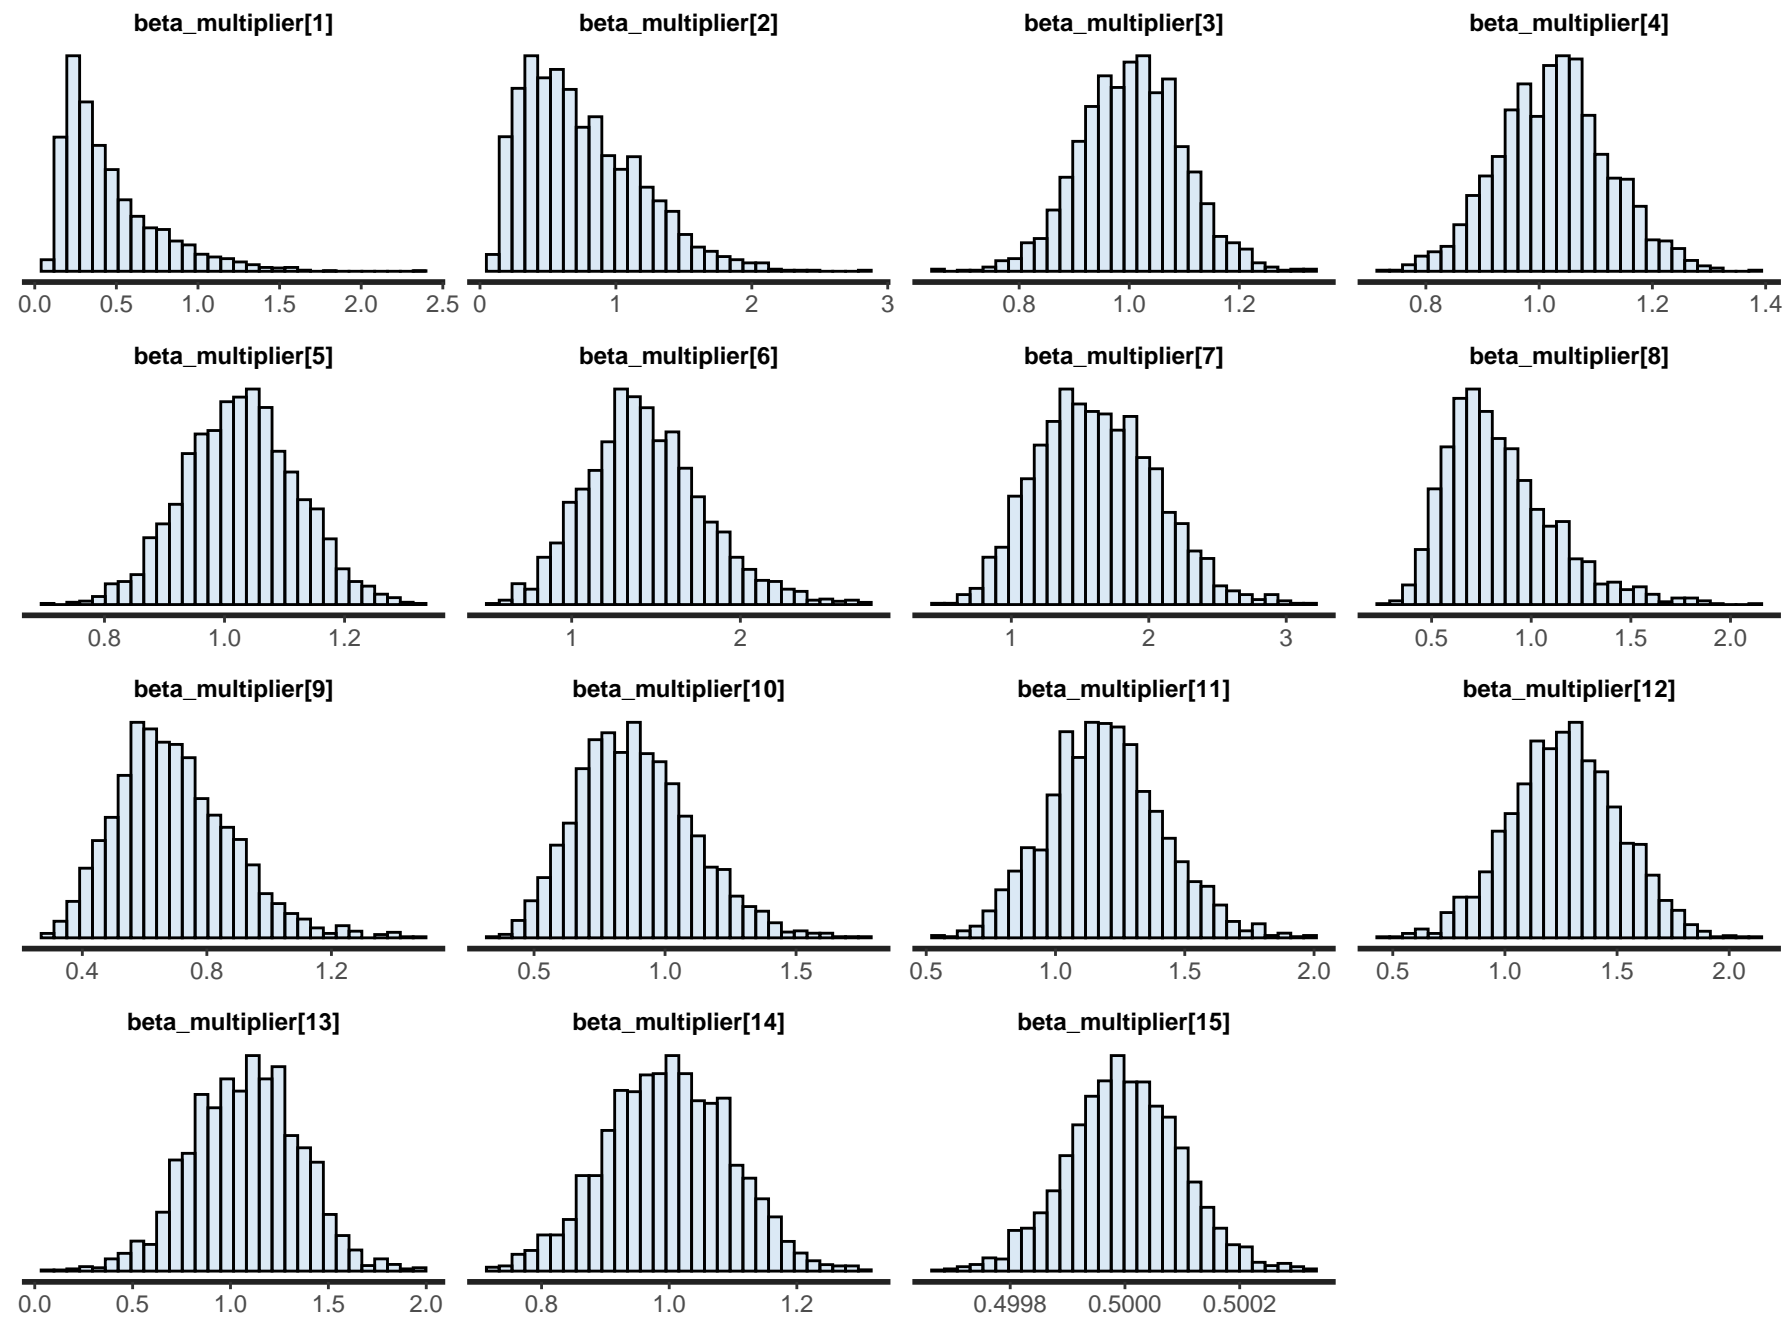 beta_multiplier[1] beta_multiplier[2] beta_multiplier[3] beta_multiplier[4]
0.0 0.5 1.0 1.5 2.0 2.5 0 1 2 3 0.8 1.0 1.2 0.8 1.0 1.2 1.4
beta_multiplier[5] beta_multiplier[6] beta_multiplier[7] beta_multiplier[8]
0.8 1.0 1.2 1 2 1 2 3 0.5 1.0 1.5 2.0
beta_multiplier[9] beta_multiplier[10] beta_multiplier[11] beta_multiplier[12]
0.4 0.8 1.2 0.5 1.0 1.5 0.5 1.0 1.5 2.0 0.5 1.0 1.5 2.0
beta_multiplier[13] beta_multiplier[14] beta_multiplier[15]
0.0 0.5 1.0 1.5 2.0 0.8 1.0 1.2 0.4998 0.5000 0.5002